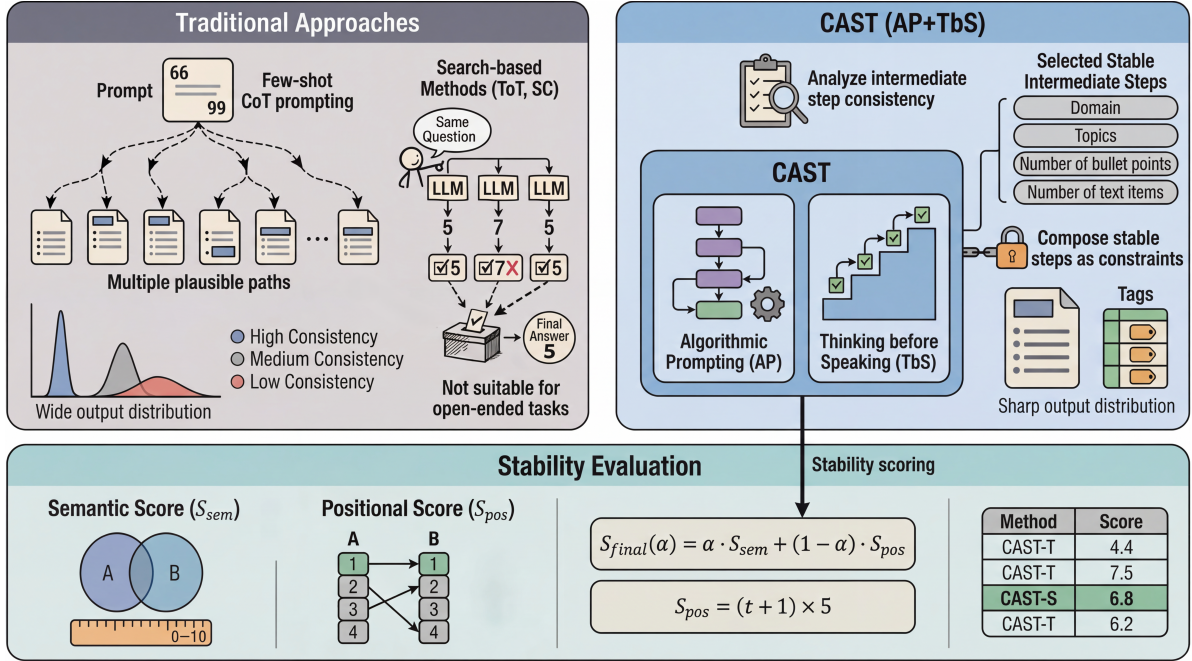 Traditional Approaches
Prompt
66
99
Few-shot
CoT prompting
Multiple plausible paths
...
High Consistency
Medium Consistency
Low Consistency
Wide output distribution
Search-based
Methods (ToT, SC)
Same
Question
LLM LLM LLM
5 7 5
5 7 5
Final
Answer
5
Not suitable for
open-ended tasks
CAST (AP+TbS)
Analyze intermediate
step consistency
Selected Stable
Intermediate Steps
Domain
Topics
Number of bullet points
Number of text items
CAST
Algorithmic
Prompting (AP)
Thinking before
Speaking (TbS)
Compose stable
steps as constraints
Tags
Sharp output distribution
Stability Evaluation
Stability scoring
Semantic Score (S_sem)
A B
0–10
Positional Score (S_pos)
A B
1 1
2 2
3 3
4 4
S_final(α) = α · S_sem + (1 − α) · S_pos
S_pos = (t + 1) × 5
Method Score
CAST-T 4.4
CAST-T 7.5
CAST-S 6.8
CAST-T 6.2